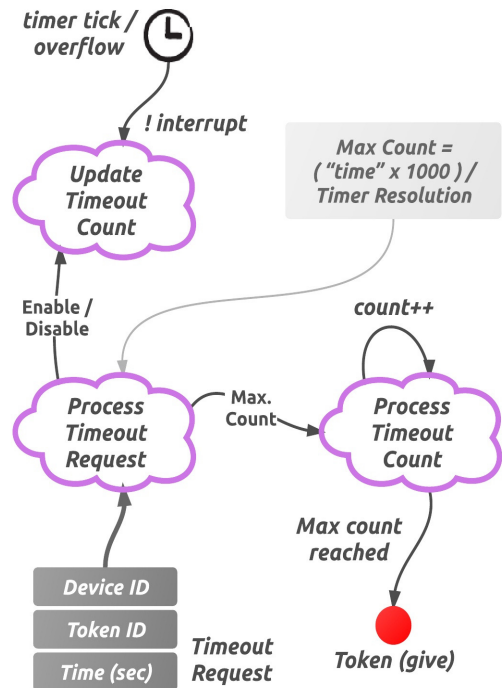 timer tick /
overflow
! interrupt
Max Count =
( “time” x 1000 ) /
Timer Resolution
Update
Timeout
Count
Enable /
Disable
count++
Process
Timeout
Request
Max.
Count
Process
Timeout
Count
Max count
reached
Device ID
Token ID
Time (sec)
Timeout
Request
Token (give)